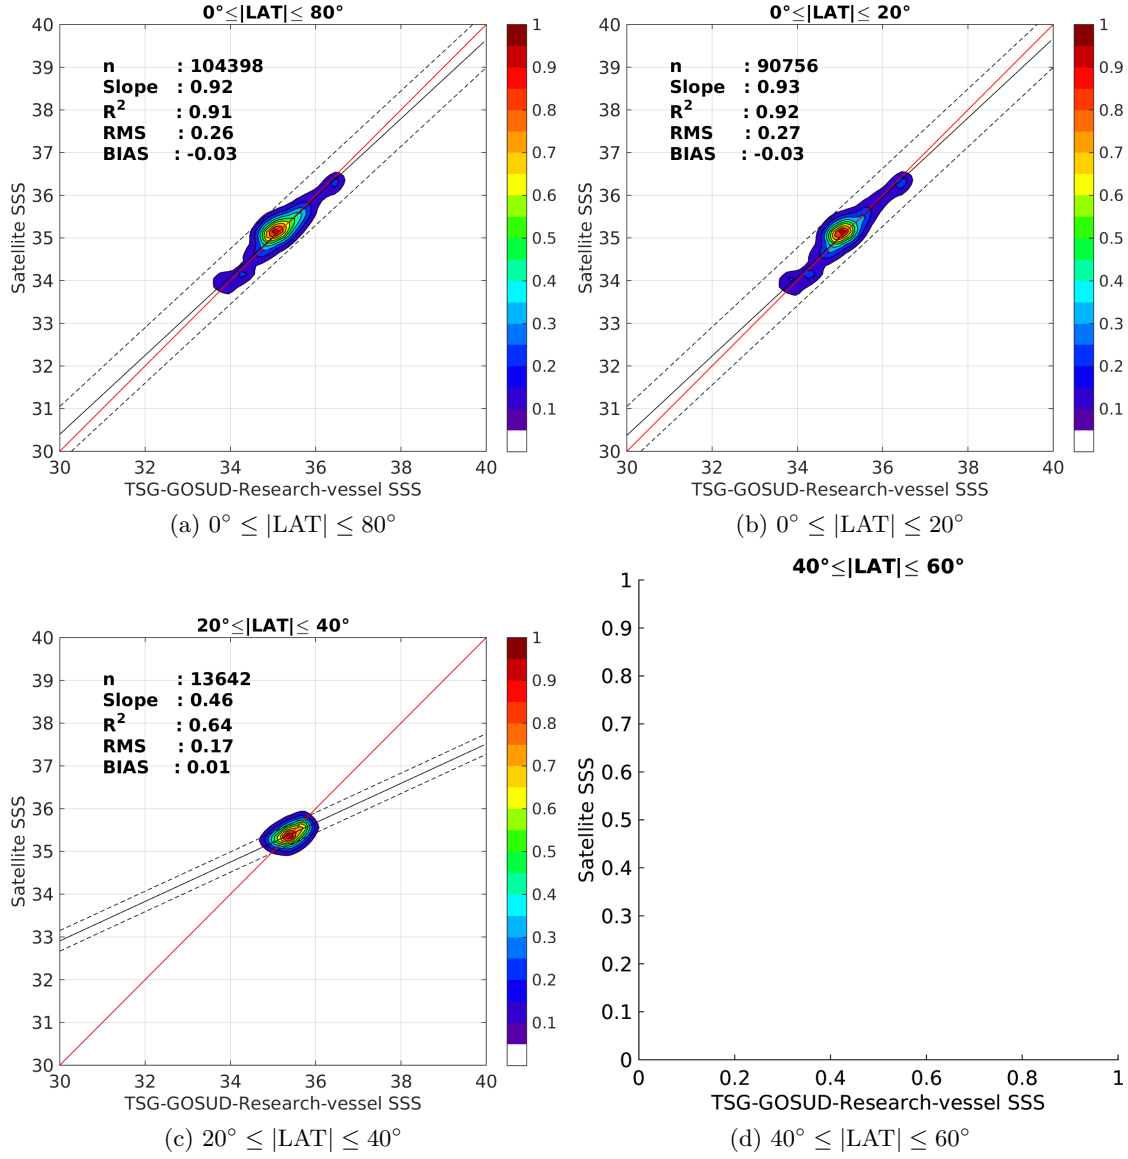 0°≤|LAT|≤ 80°
n : 104398
Slope : 0.92
R2 : 0.91
RMS : 0.26
BIAS : -0.03
40
39
38
37
36
35
34
33
32
31
30
30 32 34 36 38 40
1
0.9
0.8
0.7
0.6
0.5
0.4
0.3
0.2
0.1
Satellite SSS
TSG-GOSUD-Research-vessel SSS
(a) 0° ≤ |LAT| ≤ 80°
0°≤|LAT|≤ 20°
n : 90756
Slope : 0.93
R2 : 0.92
RMS : 0.27
BIAS : -0.03
40
39
38
37
36
35
34
33
32
31
30
30 32 34 36 38 40
1
0.9
0.8
0.7
0.6
0.5
0.4
0.3
0.2
0.1
Satellite SSS
TSG-GOSUD-Research-vessel SSS
(b) 0° ≤ |LAT| ≤ 20°
20°≤|LAT|≤ 40°
n : 13642
Slope : 0.46
R2 : 0.64
RMS : 0.17
BIAS : 0.01
40
39
38
37
36
35
34
33
32
31
30
30 32 34 36 38 40
1
0.9
0.8
0.7
0.6
0.5
0.4
0.3
0.2
0.1
Satellite SSS
TSG-GOSUD-Research-vessel SSS
(c) 20° ≤ |LAT| ≤ 40°
40°≤|LAT|≤ 60°
1
0.9
0.8
0.7
0.6
0.5
0.4
0.3
0.2
0.1
0
0 0.2 0.4 0.6 0.8 1
Satellite SSS
TSG-GOSUD-Research-vessel SSS
(d) 40° ≤ |LAT| ≤ 60°